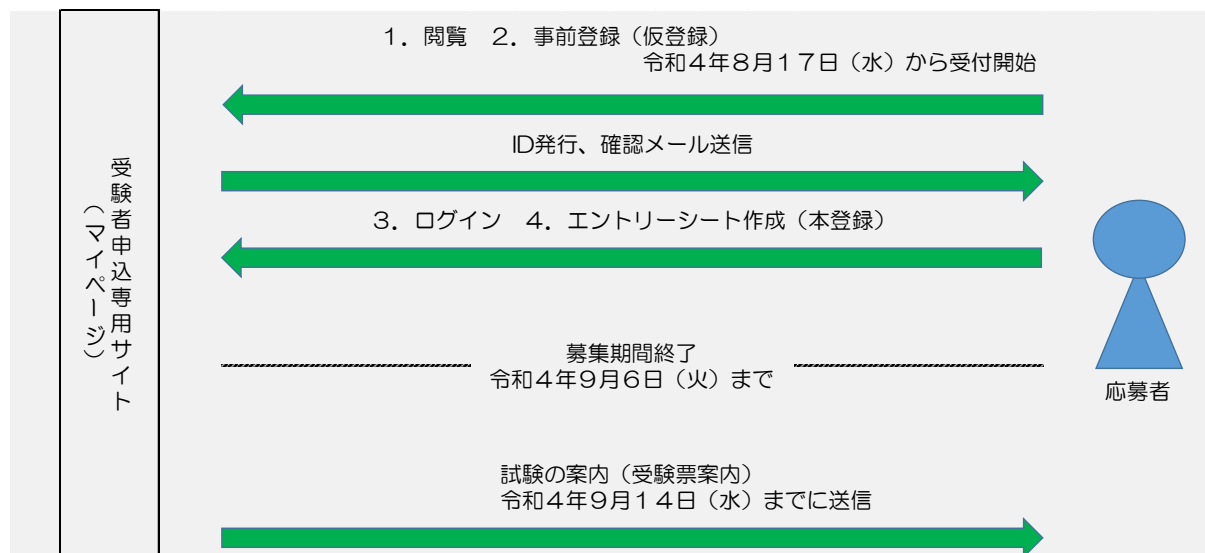 1．閲覧　2．事前登録（仮登録）
令和4年8月17日（水）から受付開始
ID発行、確認メール送信
3．ログイン　4．エントリーシート作成（本登録）
募集期間終了
令和4年9月6日（火）まで
試験の案内（受験票案内）
令和4年9月14日（水）までに送信
受験者申込専用サイト
（マイページ）
応募者